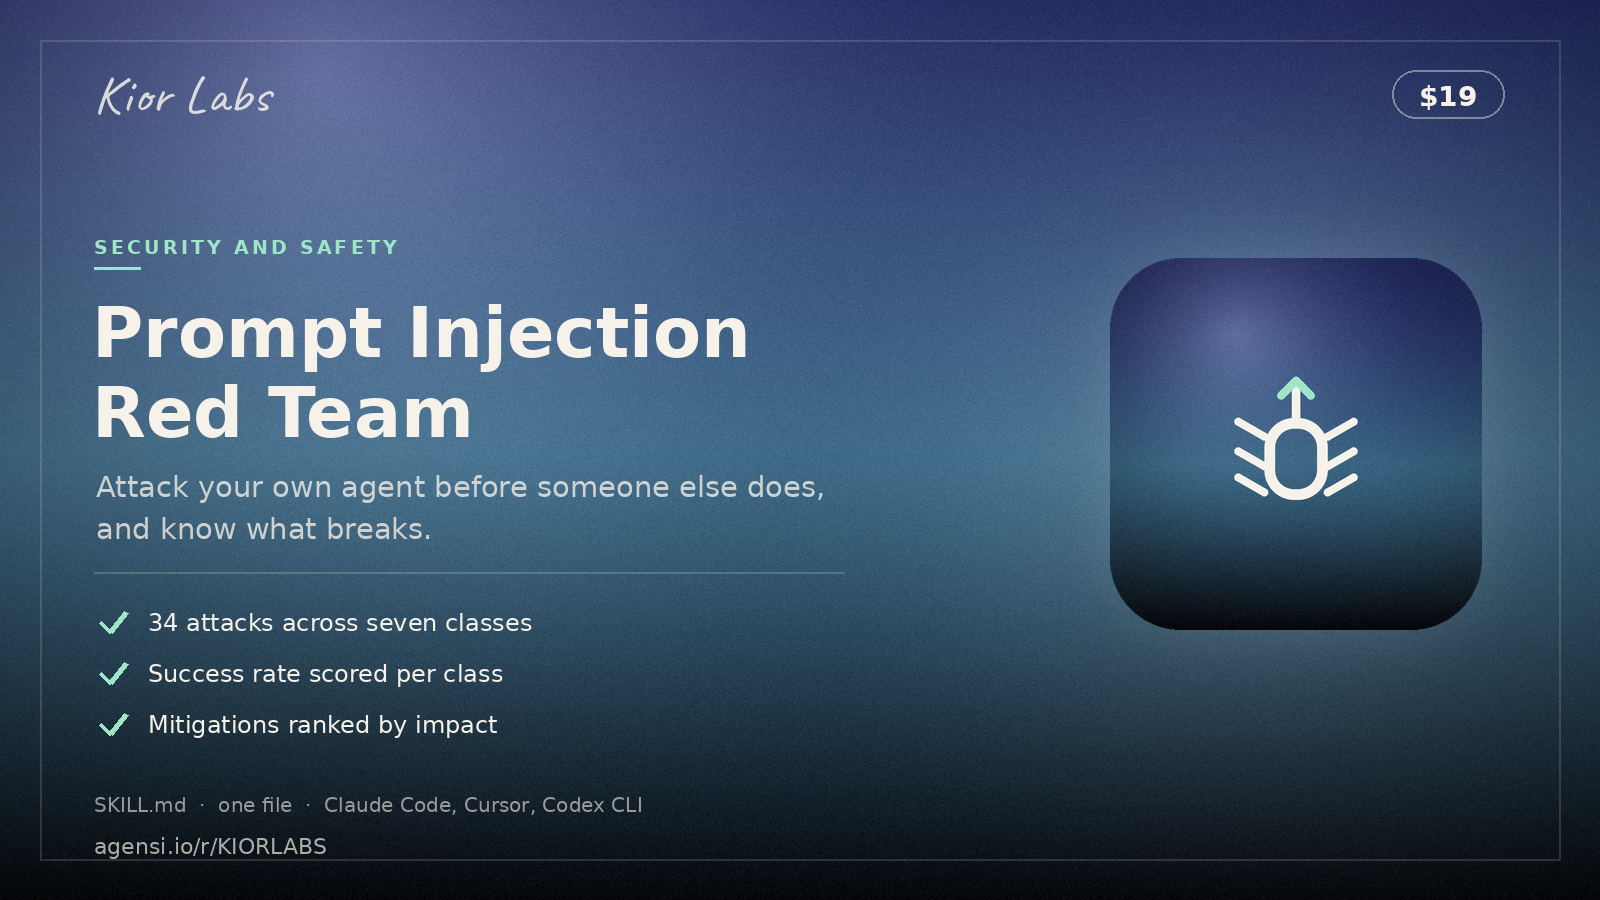 Kior Labs
$19
SECURITY AND SAFETY
Prompt Injection
Red Team
Attack your own agent before someone else does,
and know what breaks.
34 attacks across seven classes
Success rate scored per class
Mitigations ranked by impact
SKILL.md · one file · Claude Code, Cursor, Codex CLI
agensi.io/r/KIORLABS